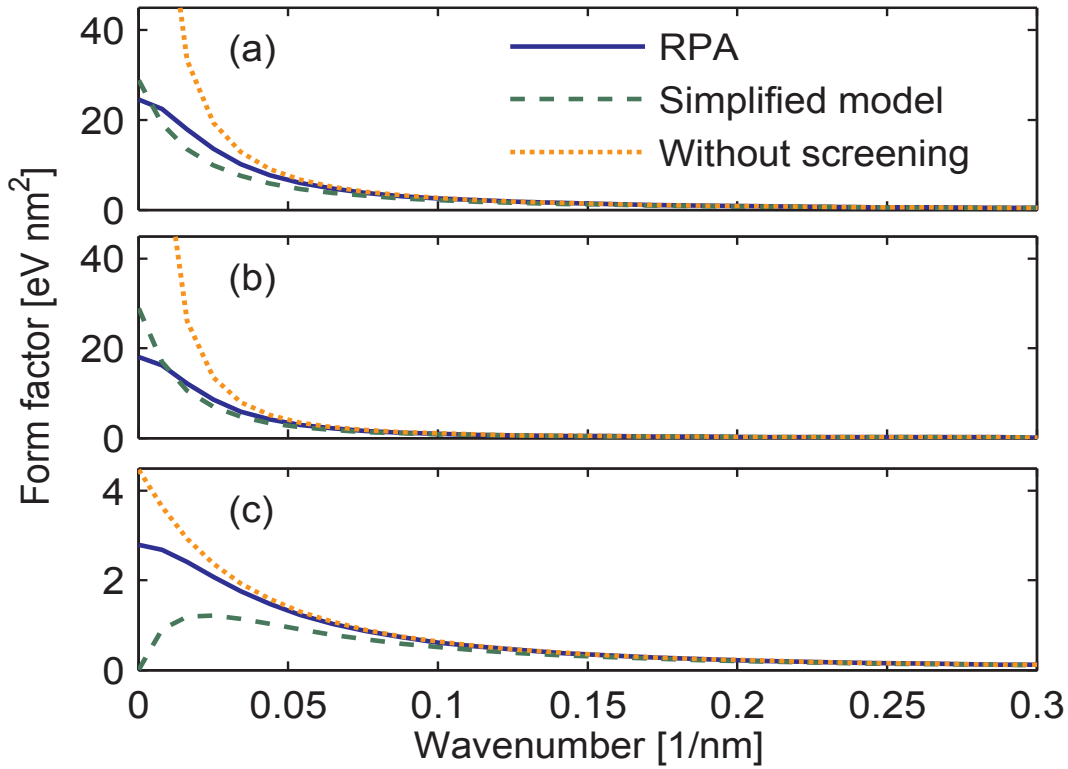 40
(a)
RPA
Simplified model
20
Without screening
0
40
(b)
20
0
Form factor [eV nm²]
4
(c)
2
0
0 0.05 0.1 0.15 0.2 0.25 0.3
Wavenumber [1/nm]